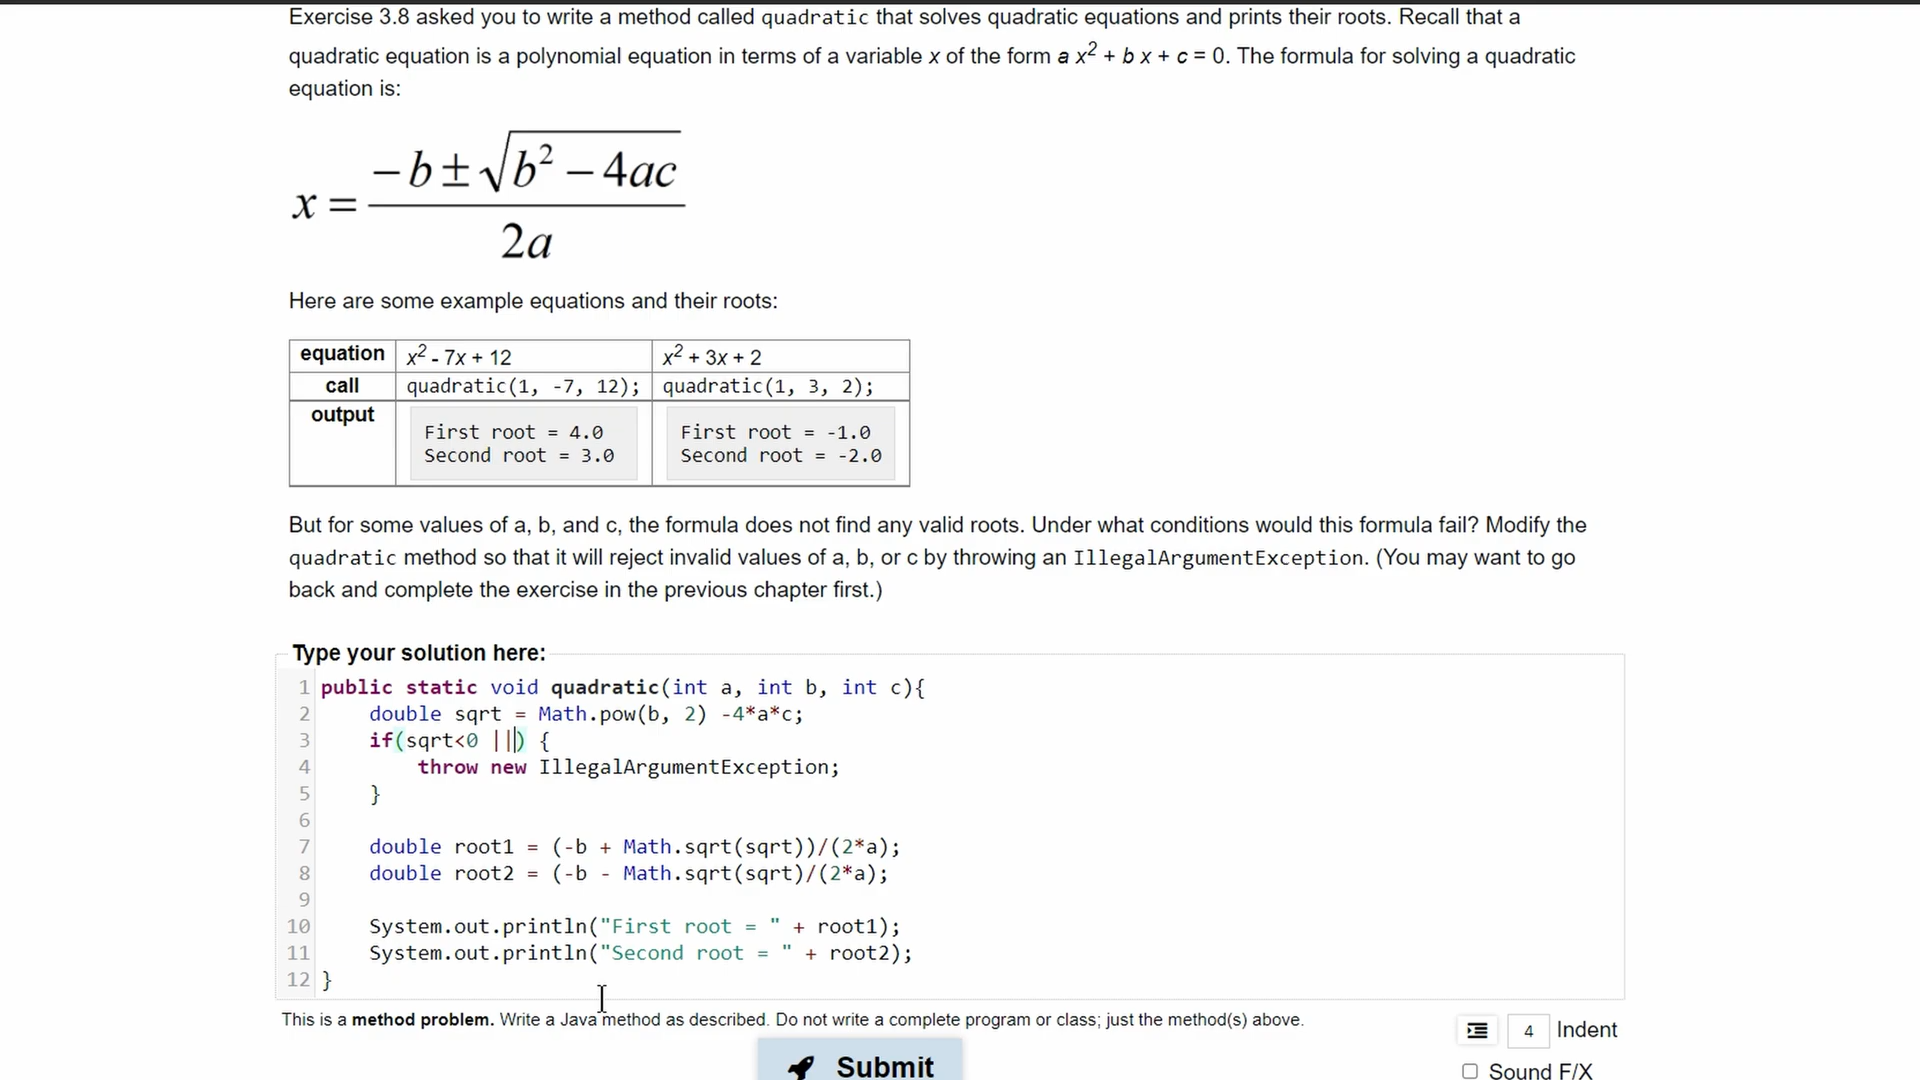 Exercise 3.8 asked you to write a method called quadratic that solves quadratic equations and prints their roots. Recall that a
quadratic equation is a polynomial equation in terms of a variable x of the form a x² + b x + c = 0. The formula for solving a quadratic
equation is:
x = (−b ± √(b² − 4ac)) / 2a
Here are some example equations and their roots:
equation x² - 7x + 12 x² + 3x + 2
call quadratic(1, -7, 12); quadratic(1, 3, 2);
output
First root = 4.0 First root = -1.0
Second root = 3.0 Second root = -2.0
But for some values of a, b, and c, the formula does not find any valid roots. Under what conditions would this formula fail? Modify the
quadratic method so that it will reject invalid values of a, b, or c by throwing an IllegalArgumentException. (You may want to go
back and complete the exercise in the previous chapter first.)
Type your solution here:
1 public static void quadratic(int a, int b, int c){
2     double sqrt = Math.pow(b, 2) -4*a*c;
3     if(sqrt<0 ||) {
4         throw new IllegalArgumentException;
5     }
6
7     double root1 = (-b + Math.sqrt(sqrt))/(2*a);
8     double root2 = (-b - Math.sqrt(sqrt)/(2*a);
9
10     System.out.println("First root = " + root1);
11     System.out.println("Second root = " + root2);
12 }
This is a method problem. Write a Java method as described. Do not write a complete program or class; just the method(s) above.
4 Indent
Submit
Sound F/X